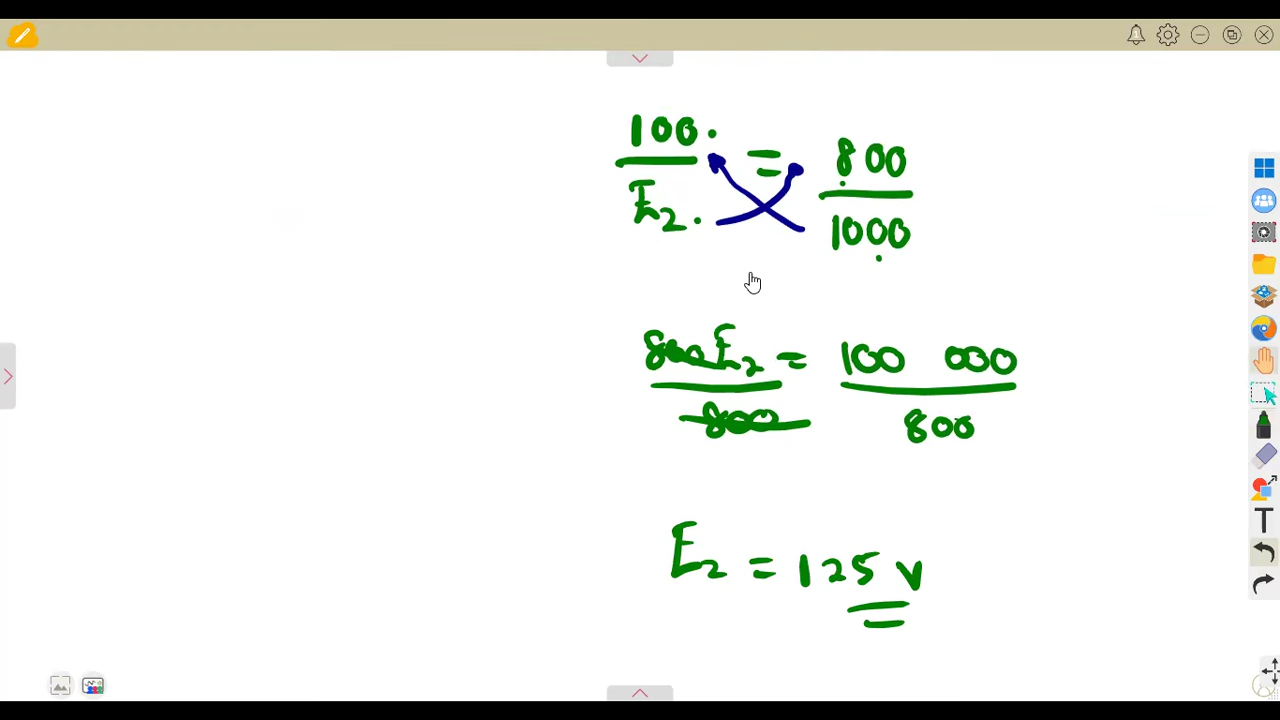 100 = 800
E2 1000
800E2 = 100 000
800 800
E2 = 125 v